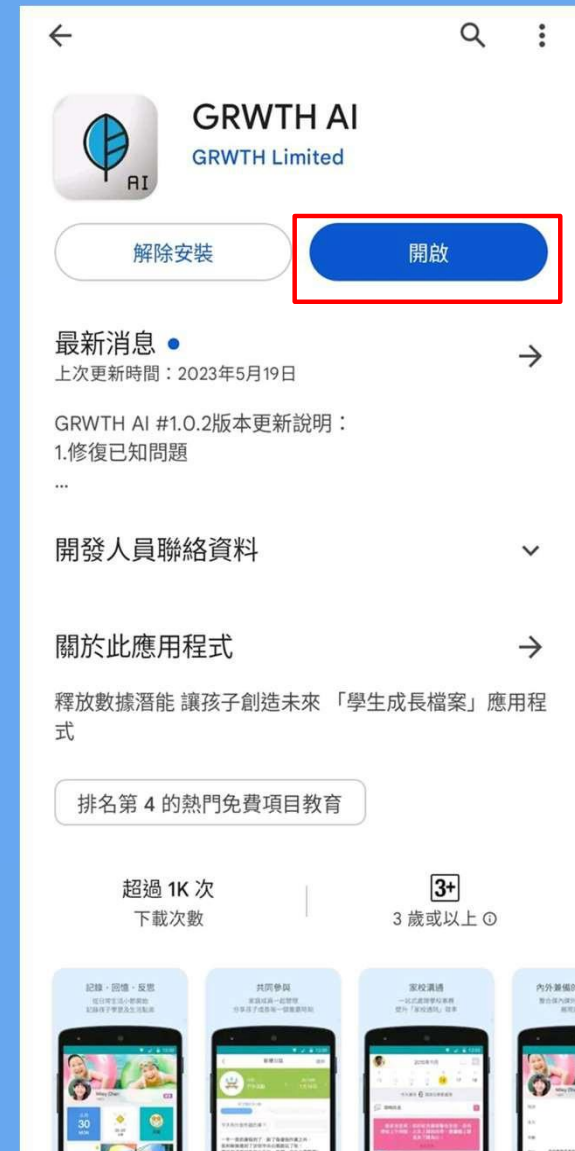 GRWTH AI
GRWTH Limited
AI
解除安裝
開啟
最新消息
上次更新時間：2023年5月19日
GRWTH AI #1.0.2版本更新說明：
1.修復已知問題
...
開發人員聯絡資料
關於此應用程式
釋放數據潛能 讓孩子創造未來 「學生成長檔案」應用程
式
排名第 4 的熱門免費項目教育
超過 1K 次
下載次數
3+
3 歲或以上
記錄·回憶·反思
共同參與
家校溝通
30